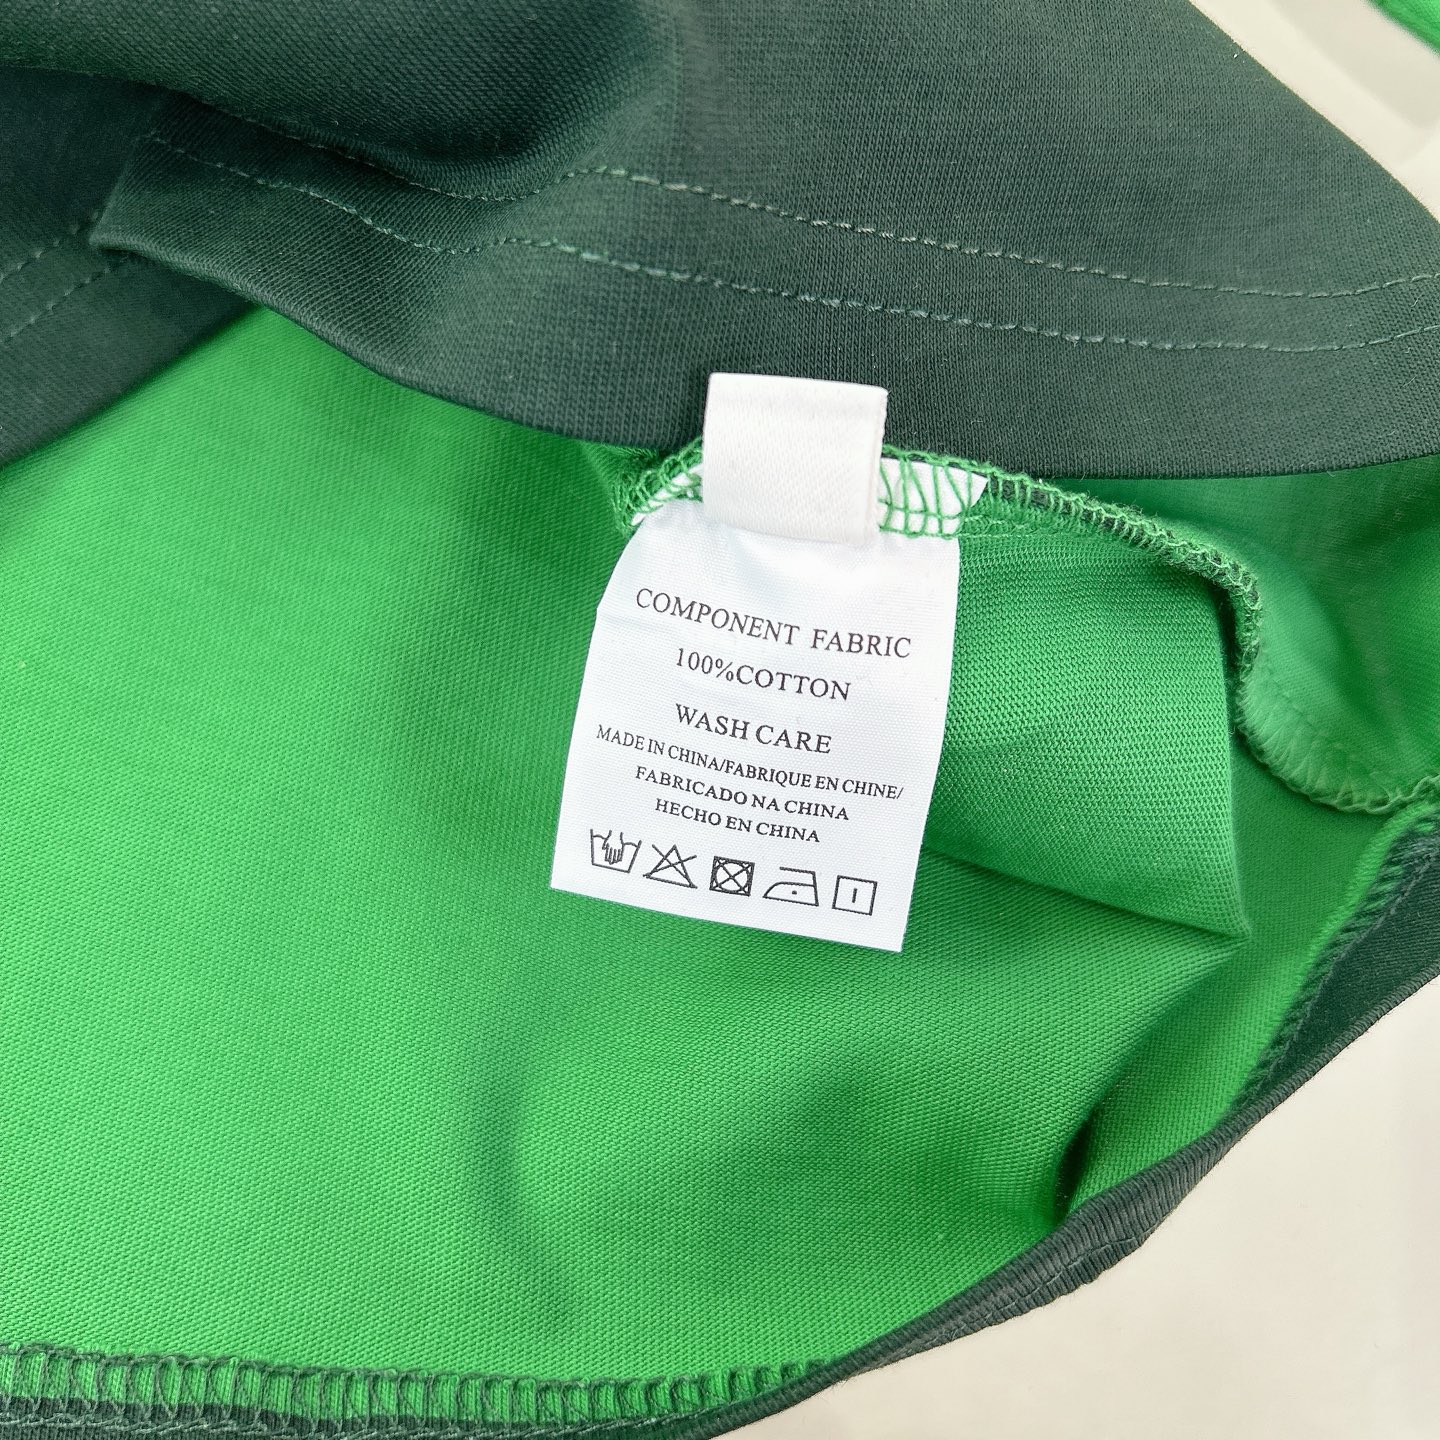 COMPONENT FABRIC
100%COTTON
WASH CARE
MADE IN CHINA/FABRIQUE EN CHINE/
FABRICADO NA CHINA
HECHO EN CHINA